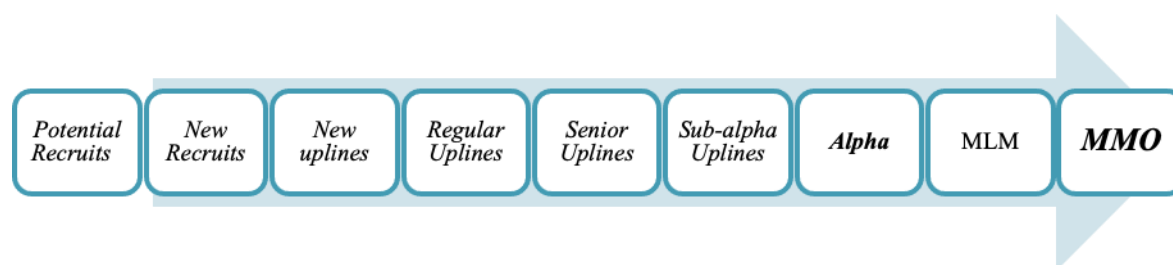 Potential
Recruits
New
Recruits
New
uplines
Regular
Uplines
Senior
Uplines
Sub-alpha
Uplines
Alpha
MLM
MMO